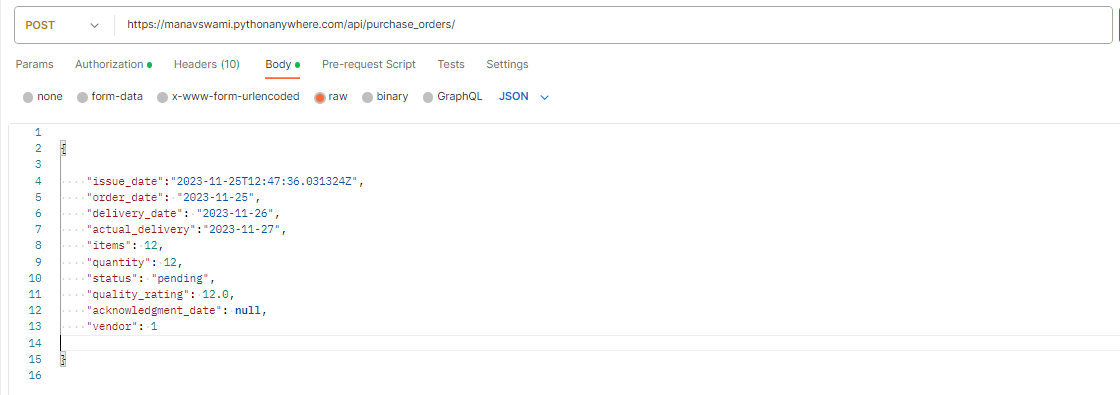 POST https://manavswami.pythonanywhere.com/api/purchase_orders/
Params Authorization Headers (10) Body Pre-request Script Tests Settings
none form-data x-www-form-urlencoded raw binary GraphQL JSON
1
2 {
3
4 "issue_date":"2023-11-25T12:47:36.031324Z",
5 "order_date": "2023-11-25",
6 "delivery_date": "2023-11-26",
7 "actual_delivery":"2023-11-27",
8 "items": 12,
9 "quantity": 12,
10 "status": "pending",
11 "quality_rating": 12.0,
12 "acknowledgment_date": null,
13 "vendor": 1
14
15 }
16